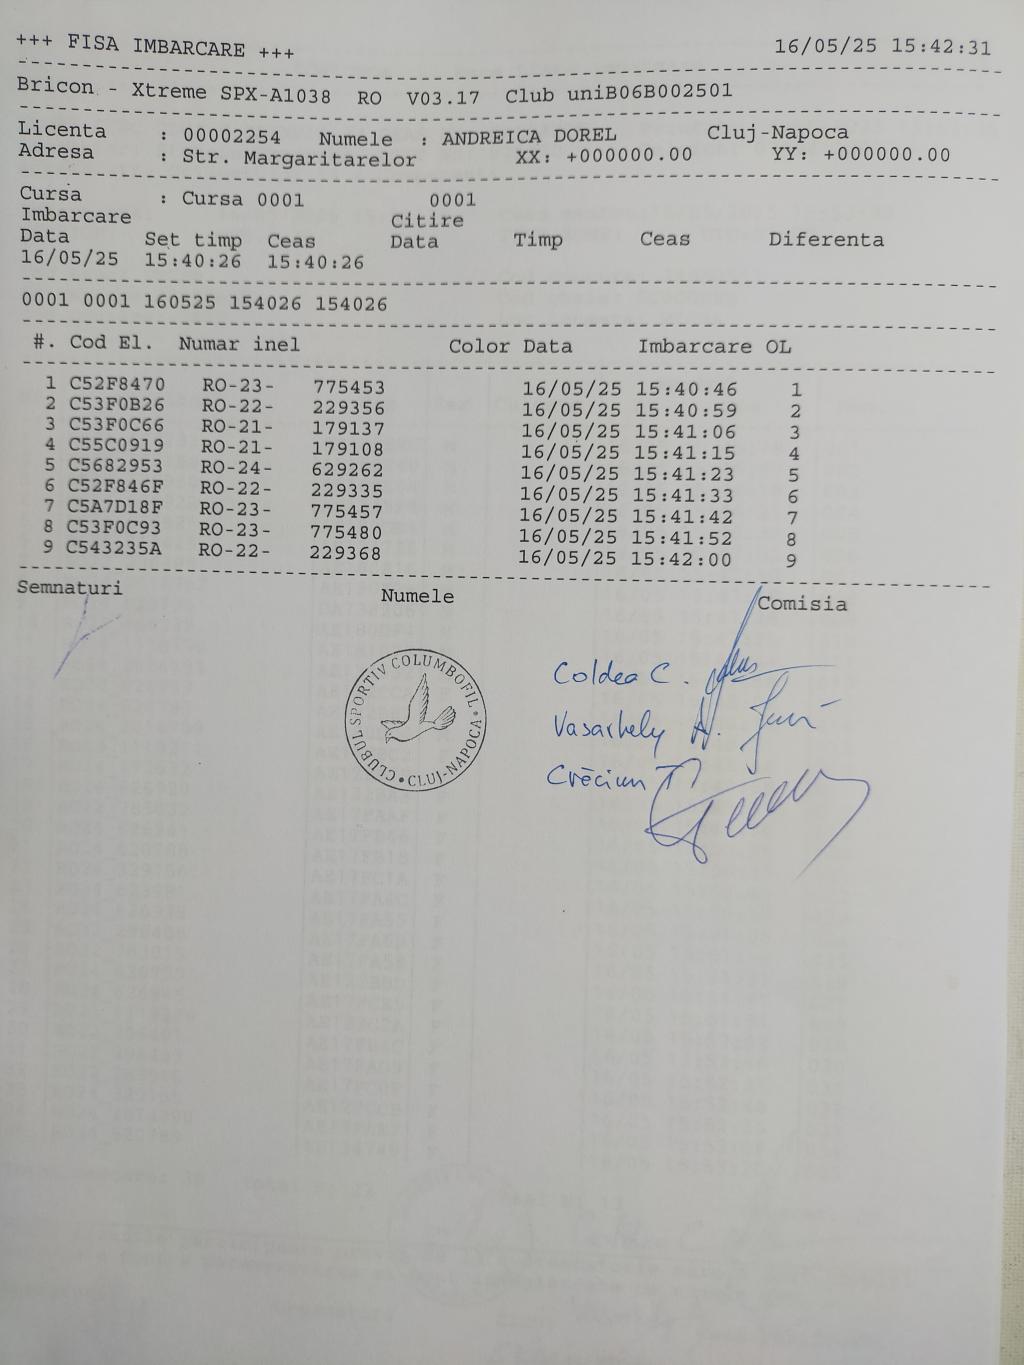 +++ FISA IMBARCARE +++ 16/05/25 15:42:31
Bricon - Xtreme SPX-A1038 RO V03.17 Club uniB06B002501
Licenta : 00002254 Numele : ANDREICA DOREL Cluj-Napoca
Adresa : Str. Margaritarelor XX: +000000.00 YY: +000000.00
Cursa : Cursa 0001 0001
Imbarcare Citire
Data Set timp Ceas Data Timp Ceas Diferenta
16/05/25 15:40:26 15:40:26
0001 0001 160525 154026 154026
#. Cod El. Numar inel Color Data Imbarcare OL
1 C52F8470 RO-23- 775453 16/05/25 15:40:46 1
2 C53F0B26 RO-22- 229356 16/05/25 15:40:59 2
3 C53F0C66 RO-21- 179137 16/05/25 15:41:06 3
4 C55C0919 RO-21- 179108 16/05/25 15:41:15 4
5 C5682953 RO-24- 629262 16/05/25 15:41:23 5
6 C52F846F RO-22- 229335 16/05/25 15:41:33 6
7 C5A7D18F RO-23- 775457 16/05/25 15:41:42 7
8 C53F0C93 RO-23- 775480 16/05/25 15:41:52 8
9 C543235A RO-22- 229368 16/05/25 15:42:00 9
Semnaturi Numele Comisia
CLUBUL SPORTIV COLUMBOFIL • CLUJ-NAPOCA •
Coldea C.
Vasarhely A.
Crēciun T